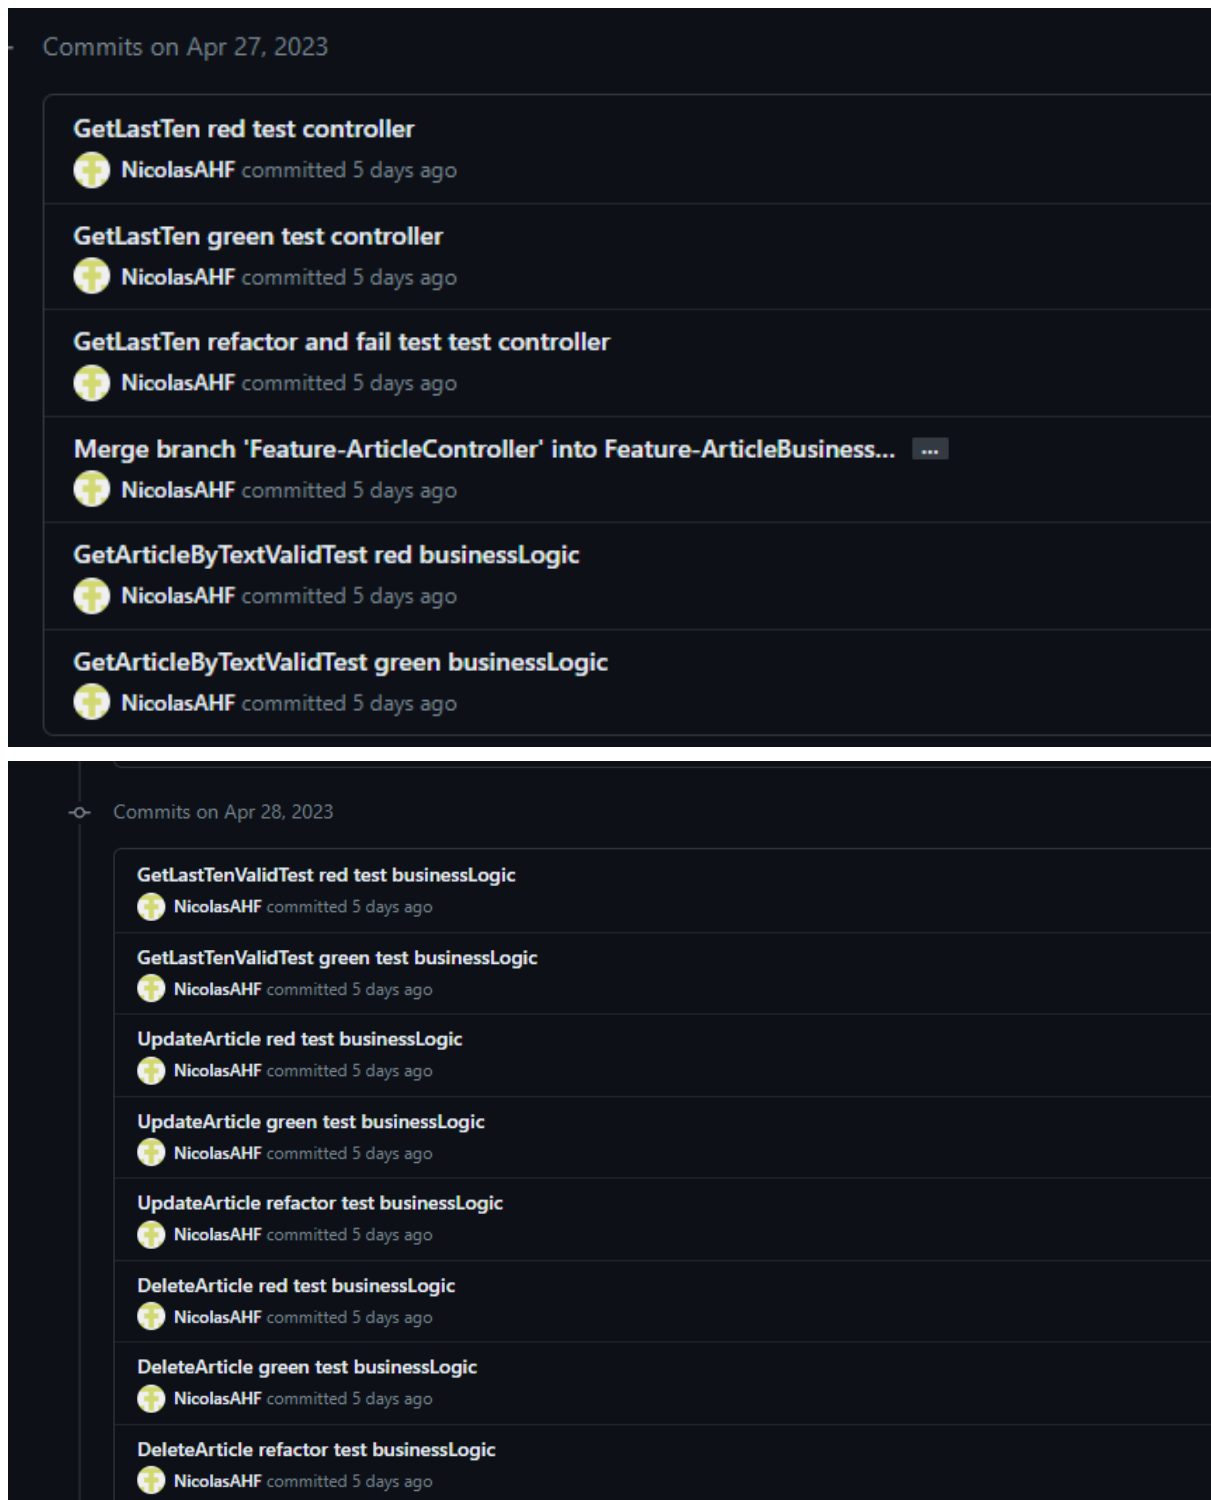 Commits on Apr 27, 2023
GetLastTen red test controller
NicolasAHF committed 5 days ago
GetLastTen green test controller
NicolasAHF committed 5 days ago
GetLastTen refactor and fail test test controller
NicolasAHF committed 5 days ago
Merge branch 'Feature-ArticleController' into Feature-ArticleBusiness... ...
NicolasAHF committed 5 days ago
GetArticleByTextValidTest red businessLogic
NicolasAHF committed 5 days ago
GetArticleByTextValidTest green businessLogic
NicolasAHF committed 5 days ago
Commits on Apr 28, 2023
GetLastTenValidTest red test businessLogic
NicolasAHF committed 5 days ago
GetLastTenValidTest green test businessLogic
NicolasAHF committed 5 days ago
UpdateArticle red test businessLogic
NicolasAHF committed 5 days ago
UpdateArticle green test businessLogic
NicolasAHF committed 5 days ago
UpdateArticle refactor test businessLogic
NicolasAHF committed 5 days ago
DeleteArticle red test businessLogic
NicolasAHF committed 5 days ago
DeleteArticle green test businessLogic
NicolasAHF committed 5 days ago
DeleteArticle refactor test businessLogic
NicolasAHF committed 5 days ago